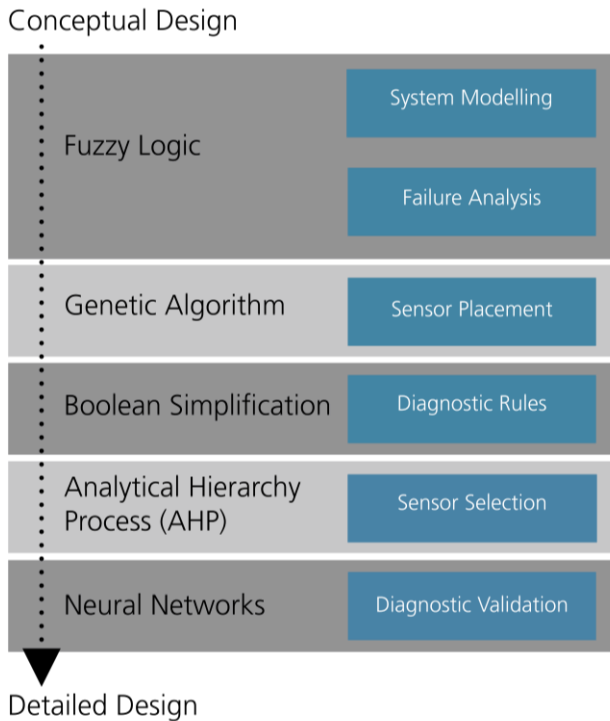 Conceptual Design
Fuzzy Logic
System Modelling
Failure Analysis
Genetic Algorithm
Sensor Placement
Boolean Simplification
Diagnostic Rules
Analytical Hierarchy
Process (AHP)
Sensor Selection
Neural Networks
Diagnostic Validation
Detailed Design